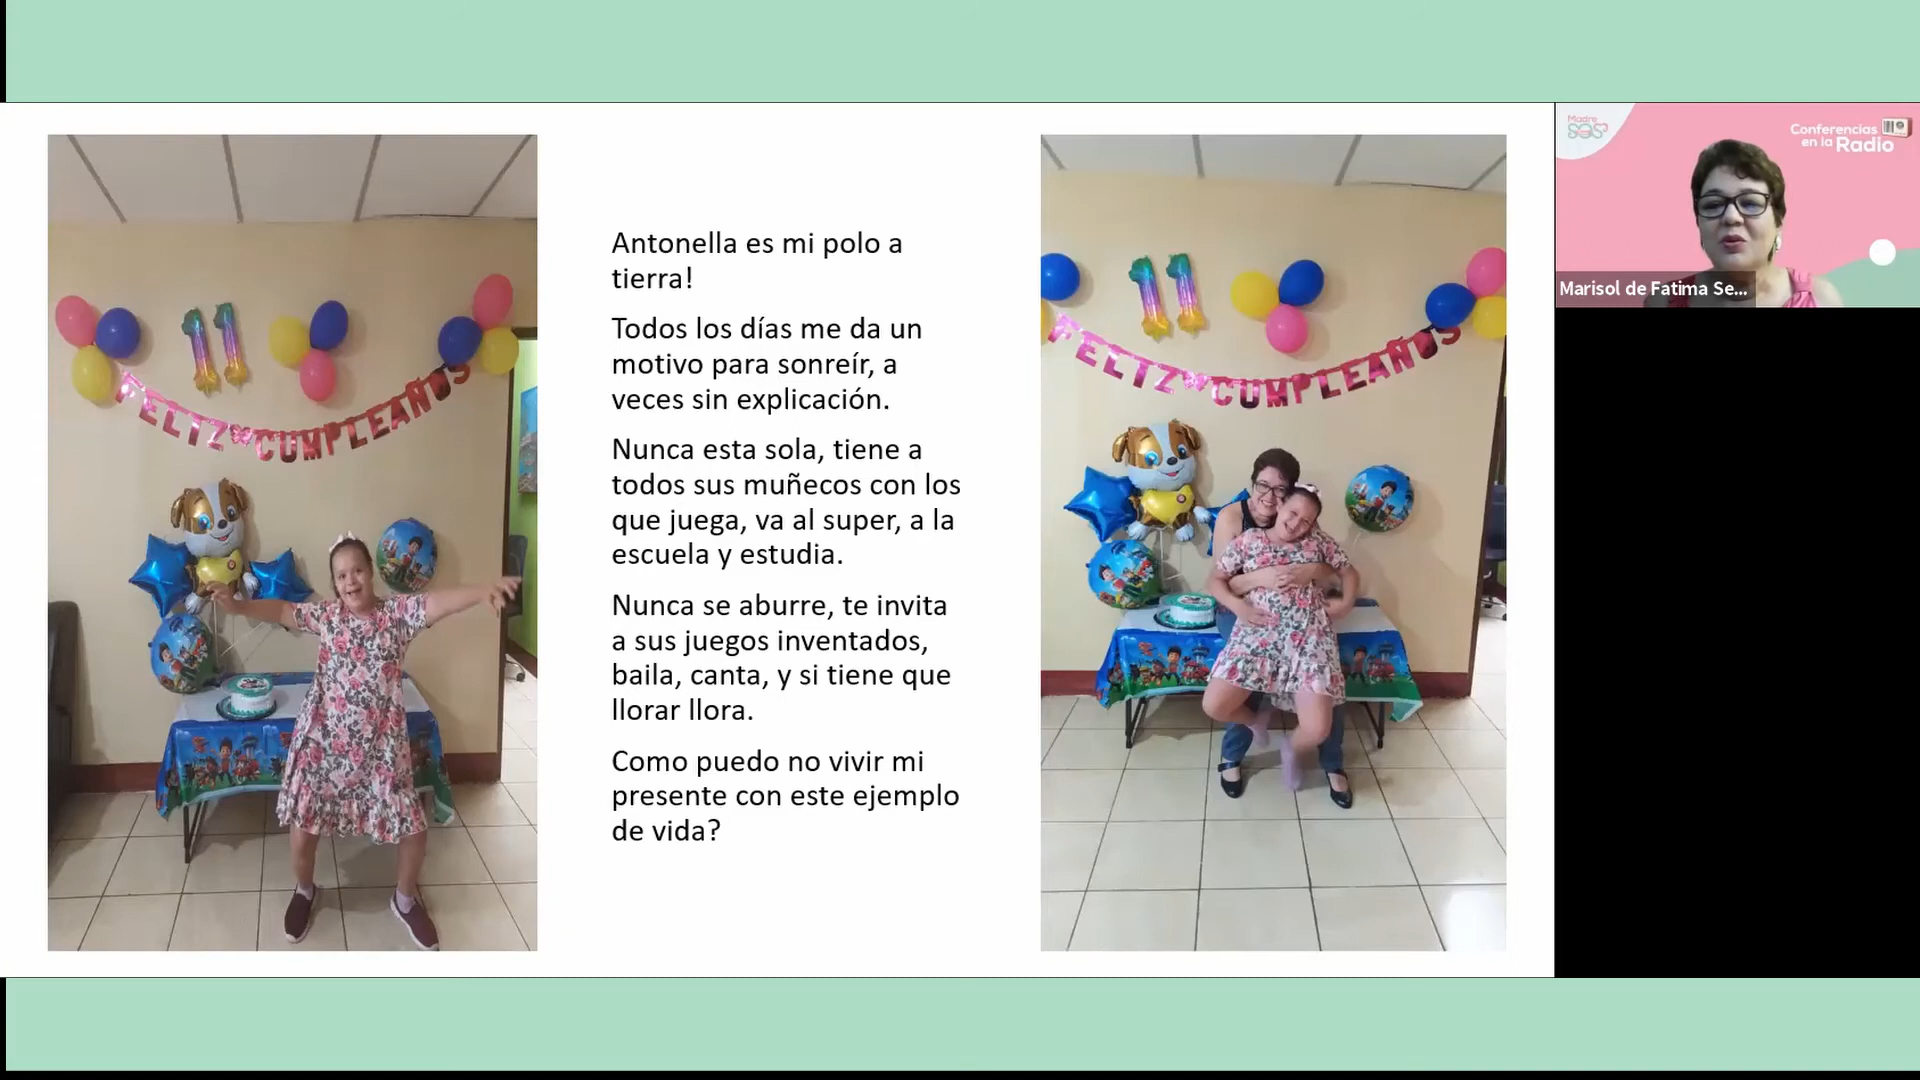 11
FELIZ CUMPLEAÑOS
Antonella es mi polo a
tierra!
Todos los días me da un
motivo para sonreír, a
veces sin explicación.
Nunca esta sola, tiene a
todos sus muñecos con los
que juega, va al super, a la
escuela y estudia.
Nunca se aburre, te invita
a sus juegos inventados,
baila, canta, y si tiene que
llorar llora.
Como puedo no vivir mi
presente con este ejemplo
de vida?
11
FELIZ CUMPLEAÑOS
Madre
SOS
Conferencias
en la Radio
Marisol de Fatima Se...